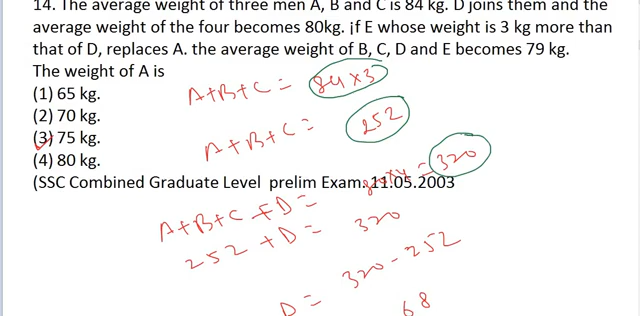 14. The average weight of three men A, B and C is 84 kg. D joins them and the
average weight of the four becomes 80kg. ¡f E whose weight is 3 kg more than
that of D, replaces A. the average weight of B, C, D and E becomes 79 kg.
The weight of A is
A+B+C = 84 x 3
(1) 65 kg.
(2) 70 kg.
A+B+C = 252
(3) 75 kg.
(4) 80 kg.
(SSC Combined Graduate Level prelim Exam. 11.05.2003
= 320
A+B+C +D =
252 + D = 320
320 - 252
D =
68